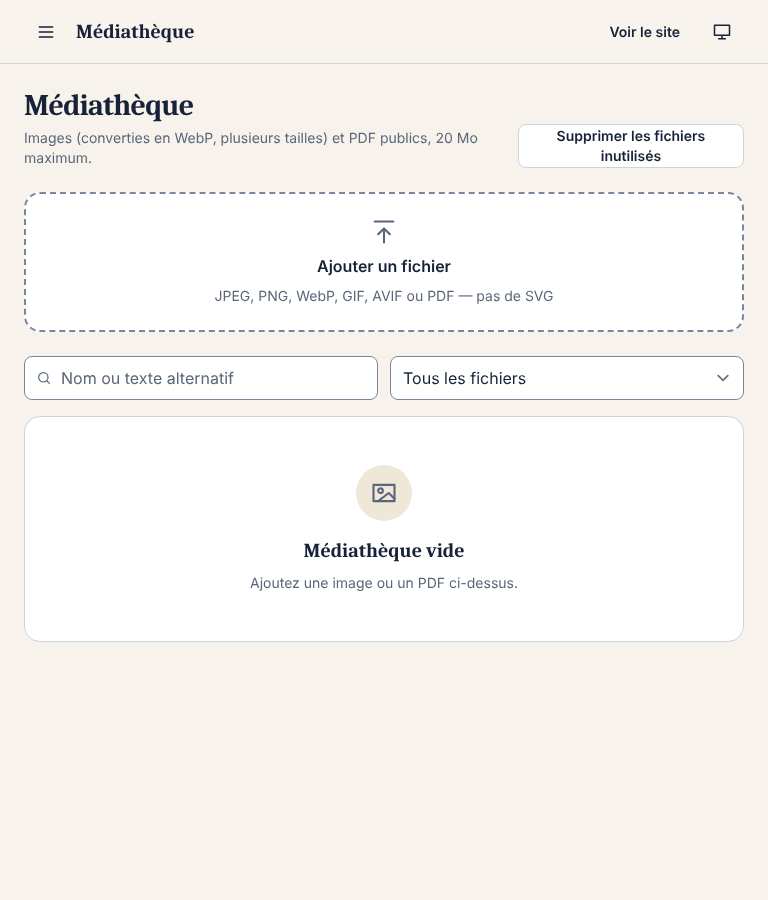 Médiathèque
Voir le site
Médiathèque
Images (converties en WebP, plusieurs tailles) et PDF publics, 20 Mo
maximum.
Supprimer les fichiers
inutilisés
Ajouter un fichier
JPEG, PNG, WebP, GIF, AVIF ou PDF — pas de SVG
Nom ou texte alternatif
Tous les fichiers
Médiathèque vide
Ajoutez une image ou un PDF ci-dessus.